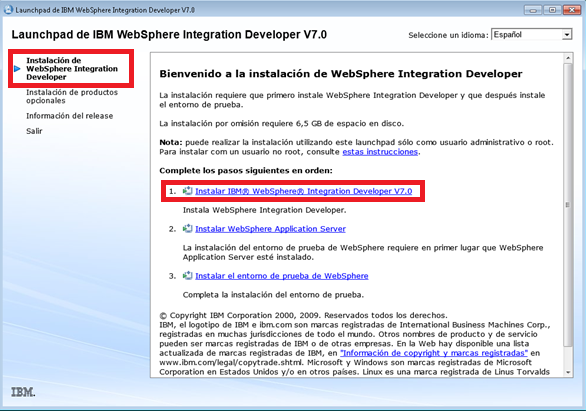 Launchpad de IBM WebSphere Integration Developer V7.0
Launchpad de IBM WebSphere Integration Developer V7.0
Seleccione un idioma: Español
Instalación de
WebSphere Integration
Developer
Instalación de productos
opcionales
Información del release
Salir
Bienvenido a la instalación de WebSphere Integration Developer
La instalación requiere que primero instale WebSphere Integration Developer y que después instale
el entorno de prueba.
La instalación por omisión requiere 6,5 GB de espacio en disco.
Nota: puede realizar la instalación utilizando este launchpad sólo como usuario administrativo o root.
Para instalar com un usuario no root, consulte estas instrucciones.
Complete los pasos siguientes en orden:
1. Instalar IBM® WebSphere® Integration Developer V7.0
Instala WebSphere Integration Developer.
2. Instalar WebSphere Application Server
La instalación del entorno de prueba de WebSphere requiere en primer lugar que WebSphere
Application Server esté instalado.
3. Instalar el entorno de prueba de WebSphere
Completa la instalación del entorno de prueba.
© Copyright IBM Corporation 2000, 2009. Reservados todos los derechos.
IBM, el logotipo de IBM e ibm.com son marcas registradas de International Business Machines Corp.,
registradas en muchas jurisdicciones de todo el mundo. Otros nombres de producto y de servicio
pueden ser marcas registradas de IBM o de otras empresas. En la Web hay disponible una lista
actualizada de marcas registradas de IBM, en "Información de copyright y marcas registradas" en
www.ibm.com/legal/copytrade.shtml. Microsoft y Windows son marcas registradas de Microsoft
Corporation en Estados Unidos y/o en otros países. Linux es una marca registrada de Linus Torvalds
IBM.